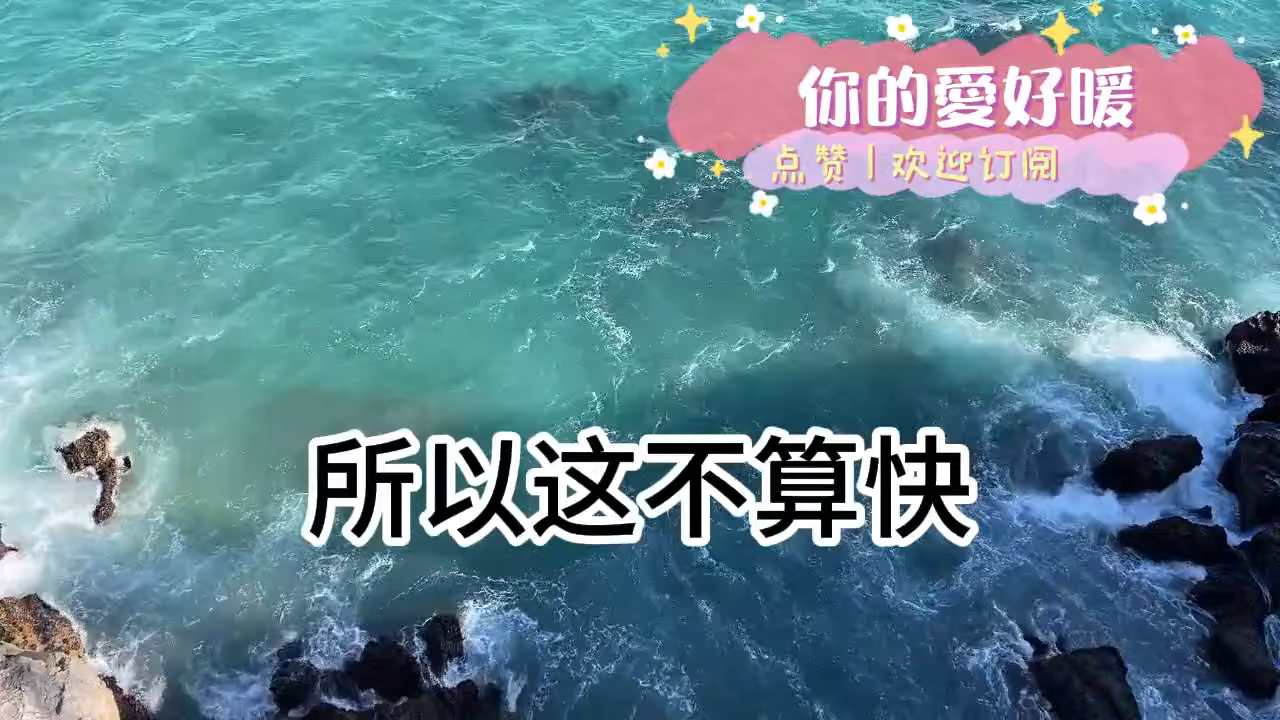 你的愛好暖
点赞 | 欢迎订阅
所以这不算快